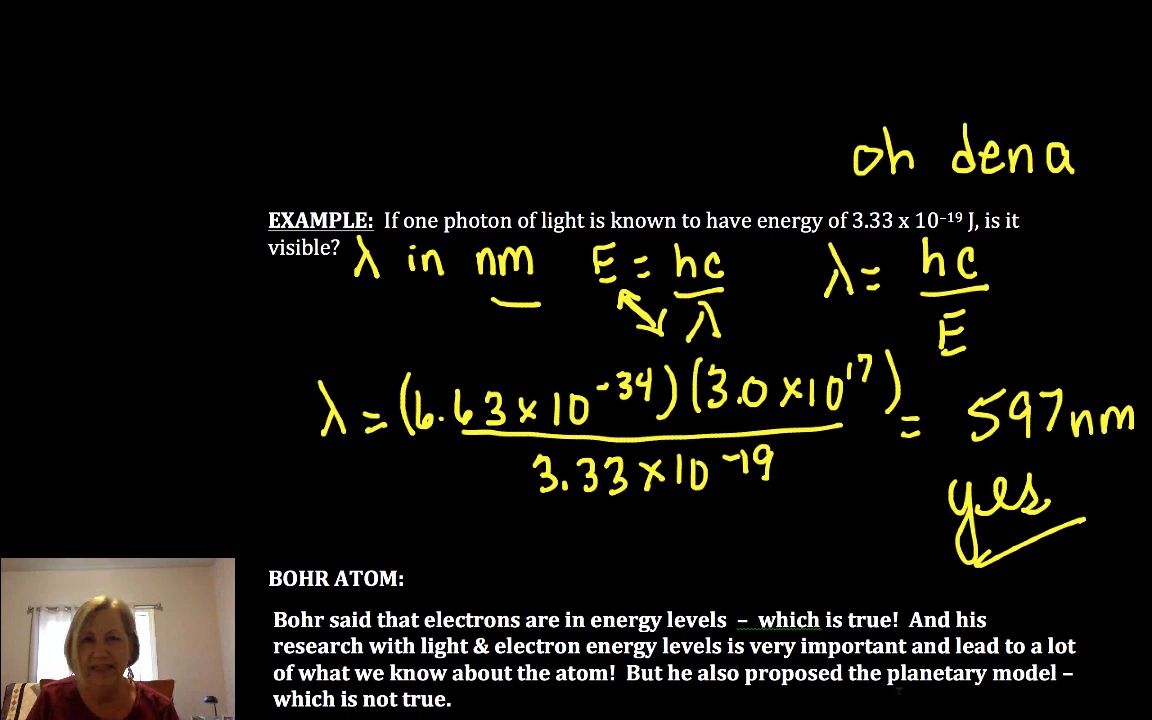 oh dena
EXAMPLE: If one photon of light is known to have energy of 3.33 x 10⁻¹⁹ J, is it
visible?
λ in nm E = hc/λ λ = hc/E
λ = (6.63 × 10⁻³⁴)(3.0 × 10¹⁷) / 3.33 × 10⁻¹⁹ = 597 nm
yes
BOHR ATOM:
Bohr said that electrons are in energy levels – which is true! And his
research with light & electron energy levels is very important and lead to a lot
of what we know about the atom! But he also proposed the planetary model –
which is not true.